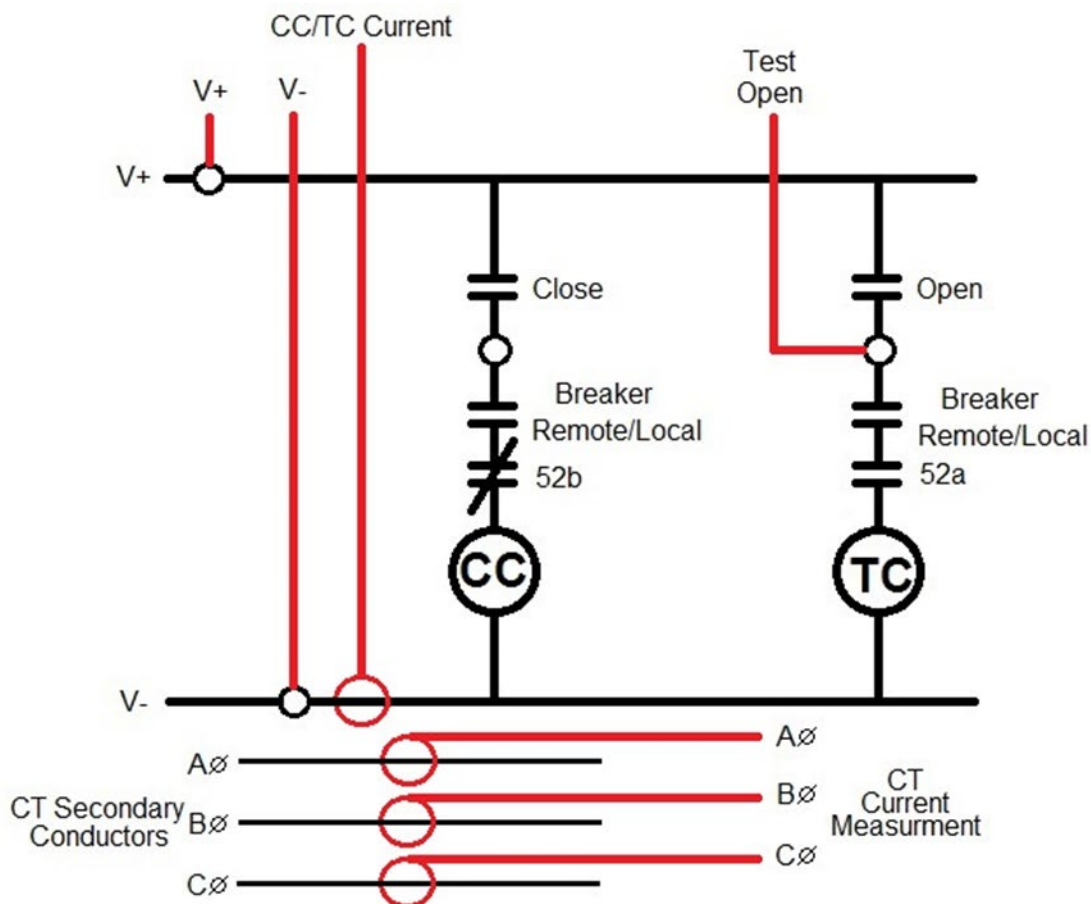 CC/TC Current
V+
V-
Test
Open
V+
Close
Open
Breaker
Remote/Local
52b
Breaker
Remote/Local
52a
CC
TC
V-
AØ
AØ
CT Secondary
Conductors
BØ
BØ
CT
Current
Measurment
CØ
CØ